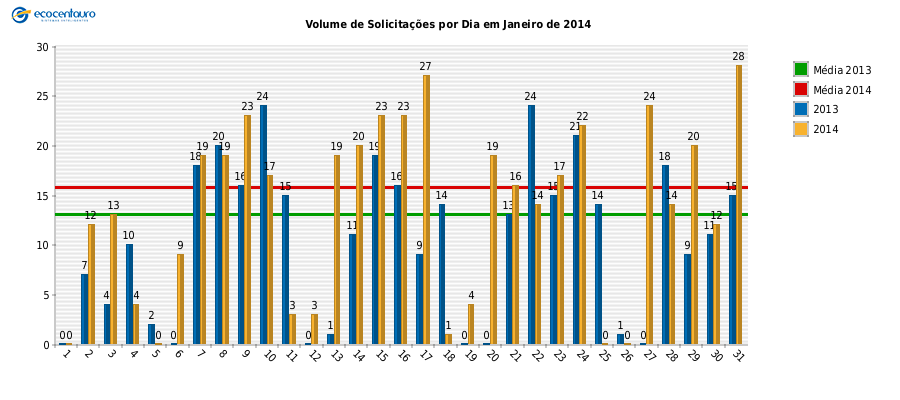 ecocentauro
Volume de Solicitações por Dia em Janeiro de 2014
30
25
20
15
10
5
0
0 0 7 12 4 13 10 4 2 0 0 9 18 19 20 19 16 23 24 17 15 3 0 3 1 19 11 20 19 23 16 23 9 27 14 1 0 4 0 19 13 16 24 14 15 17 21 22 14 0 1 0 0 24 18 14 9 20 11 12 15 28
1 2 3 4 5 6 7 8 9 10 11 12 13 14 15 16 17 18 19 20 21 22 23 24 25 26 27 28 29 30 31
Média 2013
Média 2014
2013
2014